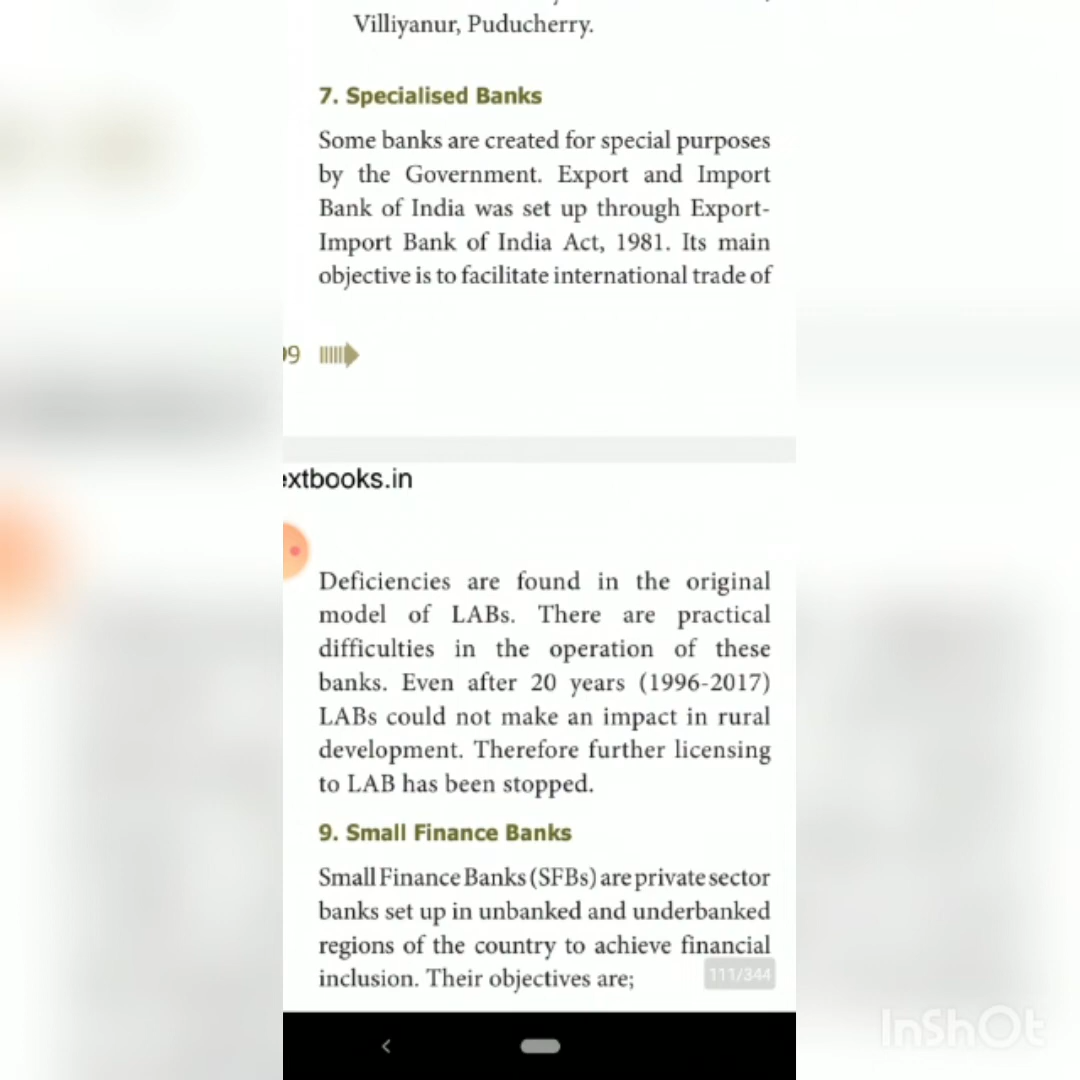 Villiyanur, Puducherry.
7. Specialised Banks
Some banks are created for special purposes
by the Government. Export and Import
Bank of India was set up through Export-
Import Bank of India Act, 1981. Its main
objective is to facilitate international trade of
99
extbooks.in
Deficiencies are found in the original
model of LABs. There are practical
difficulties in the operation of these
banks. Even after 20 years (1996-2017)
LABs could not make an impact in rural
development. Therefore further licensing
to LAB has been stopped.
9. Small Finance Banks
Small Finance Banks (SFBs) are private sector
banks set up in unbanked and underbanked
regions of the country to achieve financial
inclusion. Their objectives are;
111/344
InShOt